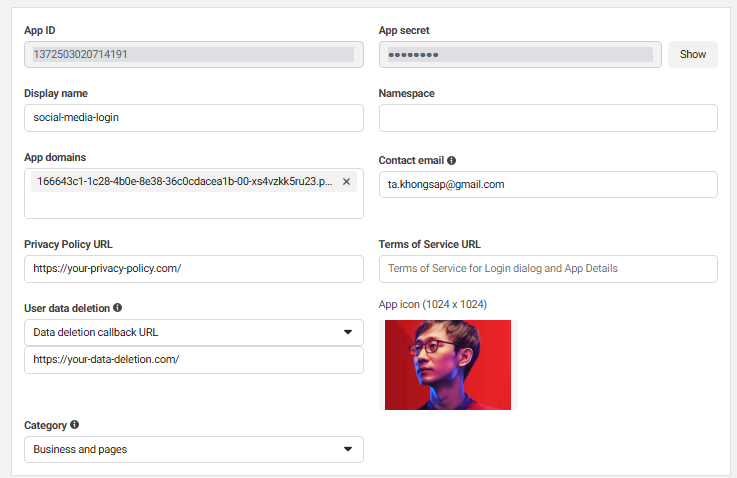 App ID
App secret
1372503020714191
●●●●●●●●
Show
Display name
Namespace
social-media-login
App domains
Contact email
166643c1-1c28-4b0e-8e38-36c0cdacea1b-00-xs4vzkk5ru23.p...
ta.khongsap@gmail.com
Privacy Policy URL
Terms of Service URL
https://your-privacy-policy.com/
Terms of Service for Login dialog and App Details
User data deletion
App icon (1024 x 1024)
Data deletion callback URL
https://your-data-deletion.com/
Category
Business and pages